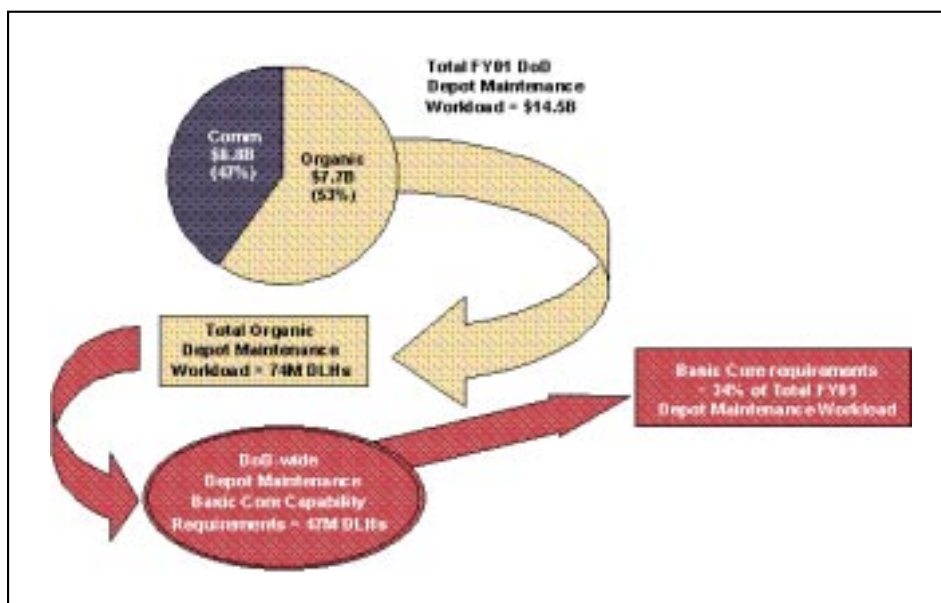 Total FY01 DoD
Depot Maintenance
Workload = $14.5B
Comm
$6.8B
(47%)
Organic
$7.7B
(53%)
Total Organic
Depot Maintenance
Workload = 74M DLHs
Basic Core requirements
= 34% of Total FY01
Depot Maintenance Workload
DoD-wide
Depot Maintenance
Basic Core Capability
Requirements = 47M DLHs